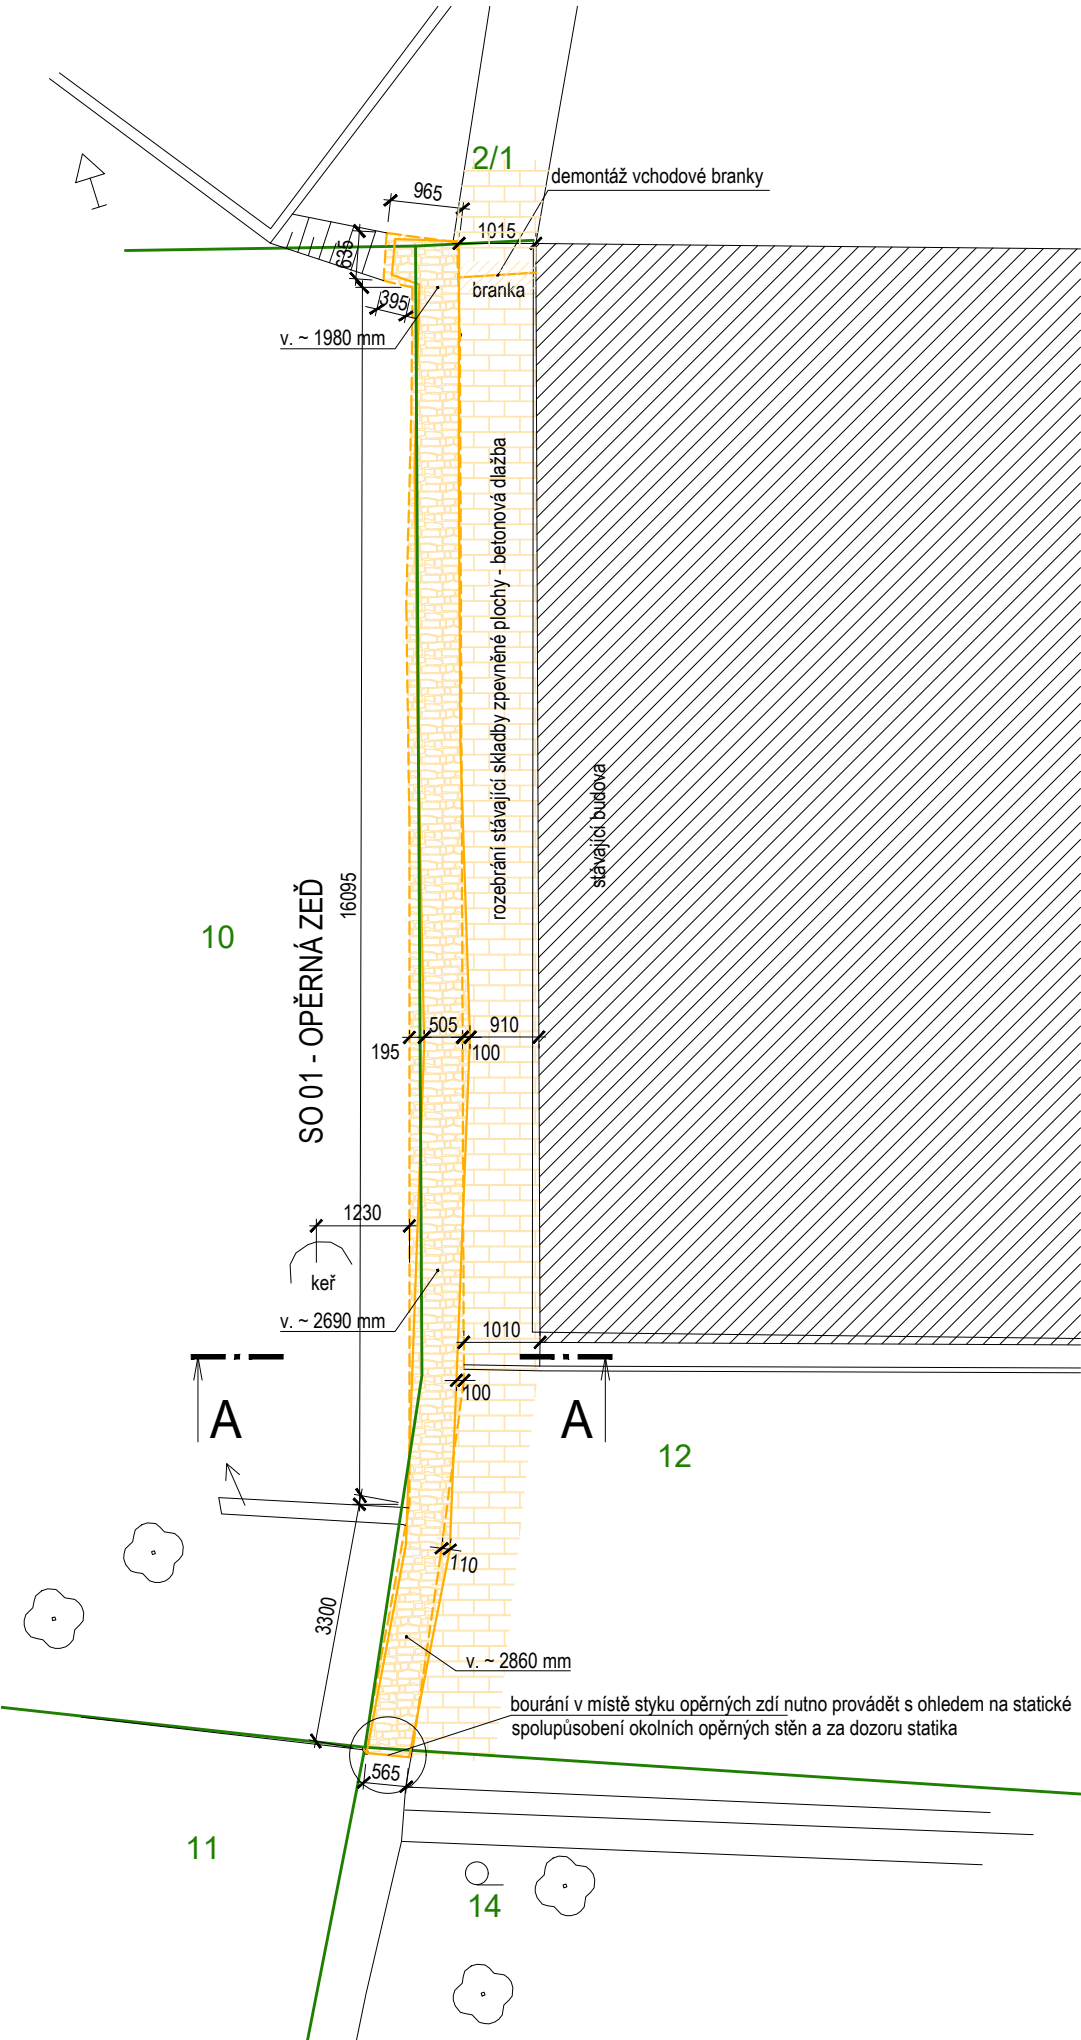 2/1
demontáž vchodové branky
965
1015
635
branka
395
v. ~ 1980 mm
rozebrání stávající skladby zpevněné plochy - betonová dlažba
stávající budova
16095
SO 01 - OPĚRNÁ ZEĎ
10
505
910
195
100
1230
keř
v. ~ 2690 mm
1010
100
A
A
12
110
3300
v. ~ 2860 mm
bourání v místě styku opěrných zdí nutno provádět s ohledem na statické
spolupůsobení okolních opěrných stěn a za dozoru statika
565
11
14